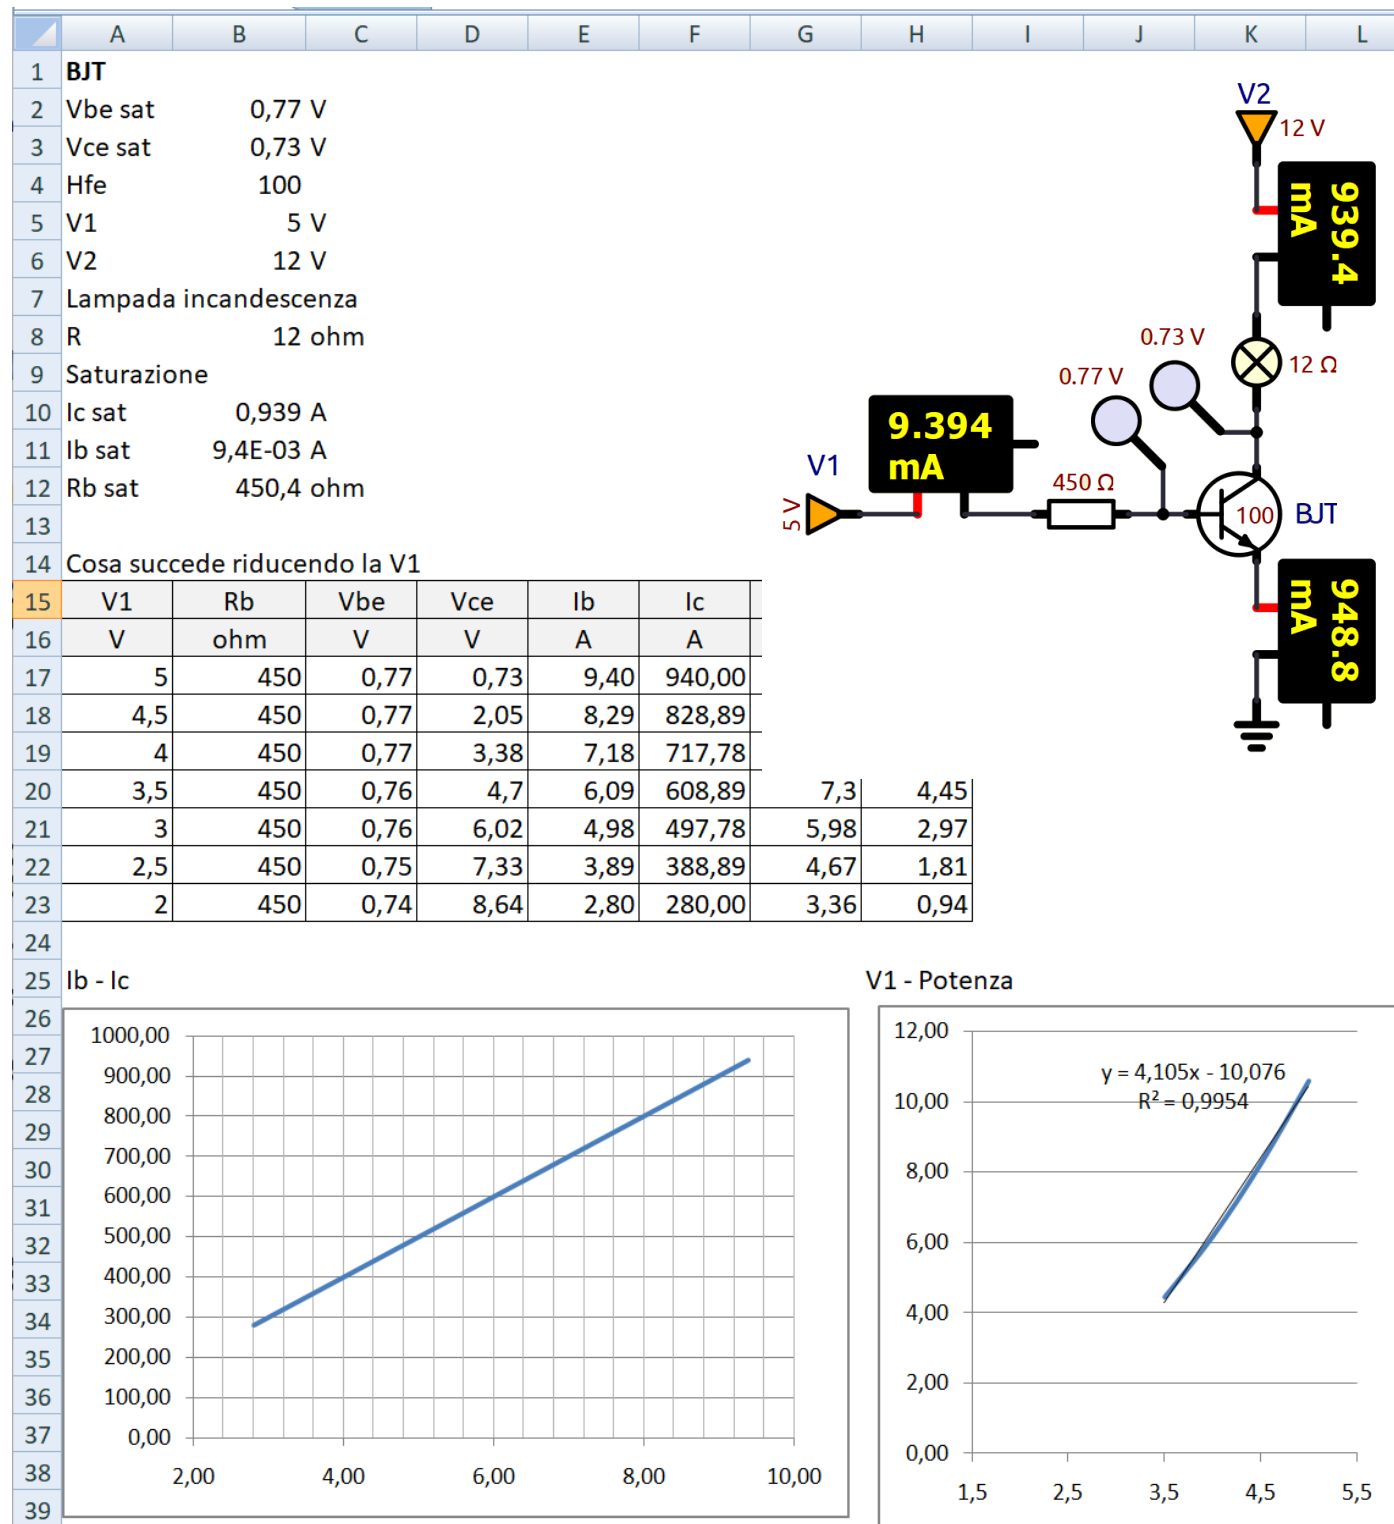 A B C D E F G H I J K L
1 BJT
2 Vbe sat 0,77 V
3 Vce sat 0,73 V
4 Hfe 100
5 V1 5 V
6 V2 12 V
7 Lampada incandescenza
8 R 12 ohm
9 Saturazione
10 Ic sat 0,939 A
11 Ib sat 9,4E-03 A
12 Rb sat 450,4 ohm
13
14 Cosa succede riducendo la V1
15 V1 Rb Vbe Vce Ib Ic
16 V ohm V V A A
17 5 450 0,77 0,73 9,40 940,00
18 4,5 450 0,77 2,05 8,29 828,89
19 4 450 0,77 3,38 7,18 717,78
20 3,5 450 0,76 4,7 6,09 608,89 7,3 4,45
21 3 450 0,76 6,02 4,98 497,78 5,98 2,97
22 2,5 450 0,75 7,33 3,89 388,89 4,67 1,81
23 2 450 0,74 8,64 2,80 280,00 3,36 0,94
24
25 Ib - Ic V1 - Potenza
26
27
28
29
30
31
32
33
34
35
36
37
38
39
V2
12 V
939.4
mA
0.73 V
12 Ω
0.77 V
9.394
mA
V1
5 V
450 Ω
100
BJT
948.8
mA
1000,00
900,00
800,00
700,00
600,00
500,00
400,00
300,00
200,00
100,00
0,00
2,00 4,00 6,00 8,00 10,00
12,00
y = 4,105x - 10,076
R² = 0,9954
10,00
8,00
6,00
4,00
2,00
0,00
1,5 2,5 3,5 4,5 5,5